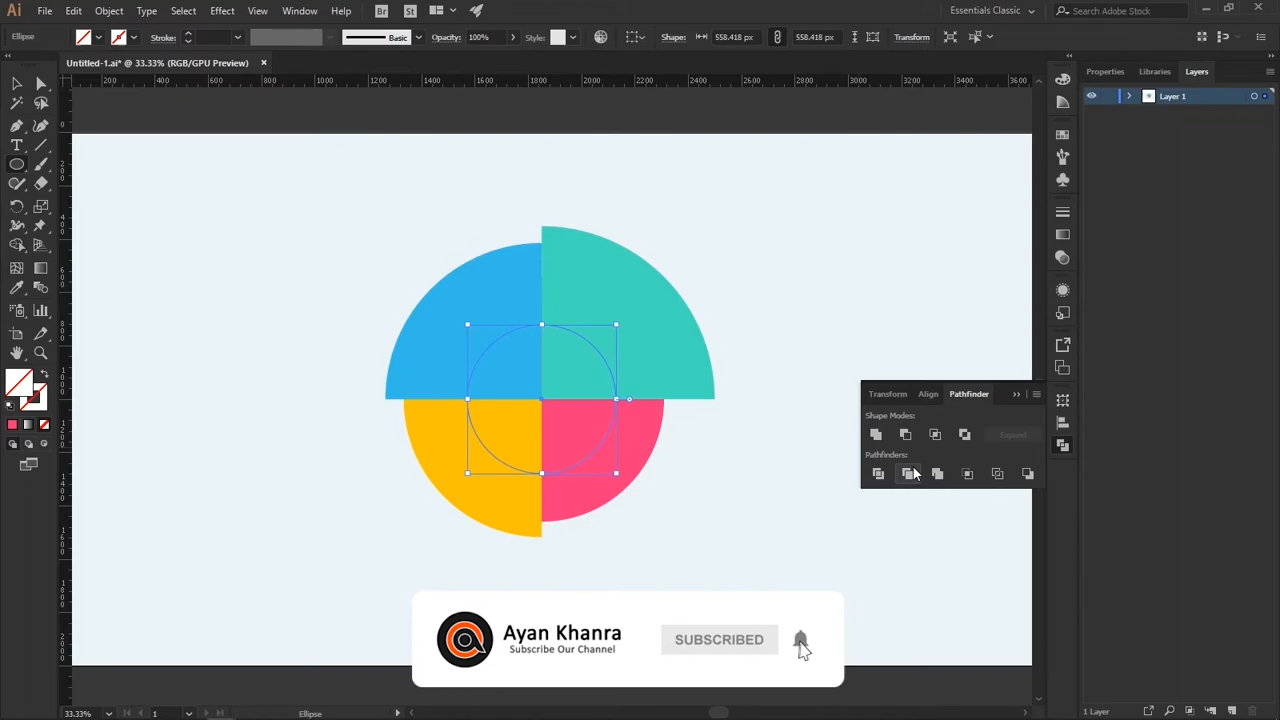 Ai File Edit Object Type Select Effect View Window Help Br St Essentials Classic Search Adobe Stock
Ellipse Stroke: Basic Opacity: 100% Style: Shape: 558.418 px 558.418 px Transform
Untitled-1.ai* @ 33.33% (RGB/GPU Preview) ×
200 400 600 800 1000 1200 1400 1600 1800 2000 2200 2400 2600 2800 3000 3200 3400 3600
Properties Libraries Layers
Layer 1
Transform Align Pathfinder
Shape Modes:
Expand
Pathfinders:
Ayan Khanra
Subscribe Our Channel
SUBSCRIBED
33.33% 1 Ellipse
1 Layer